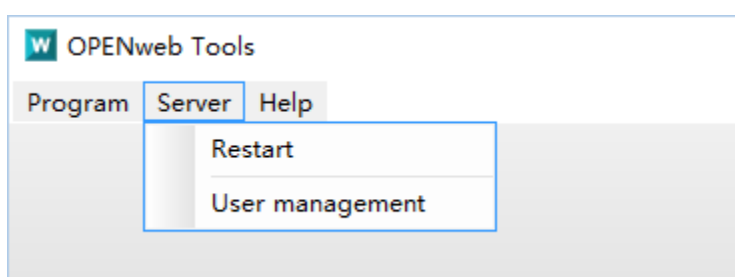 W OPENweb Tools
Program Server Help
Restart
User management